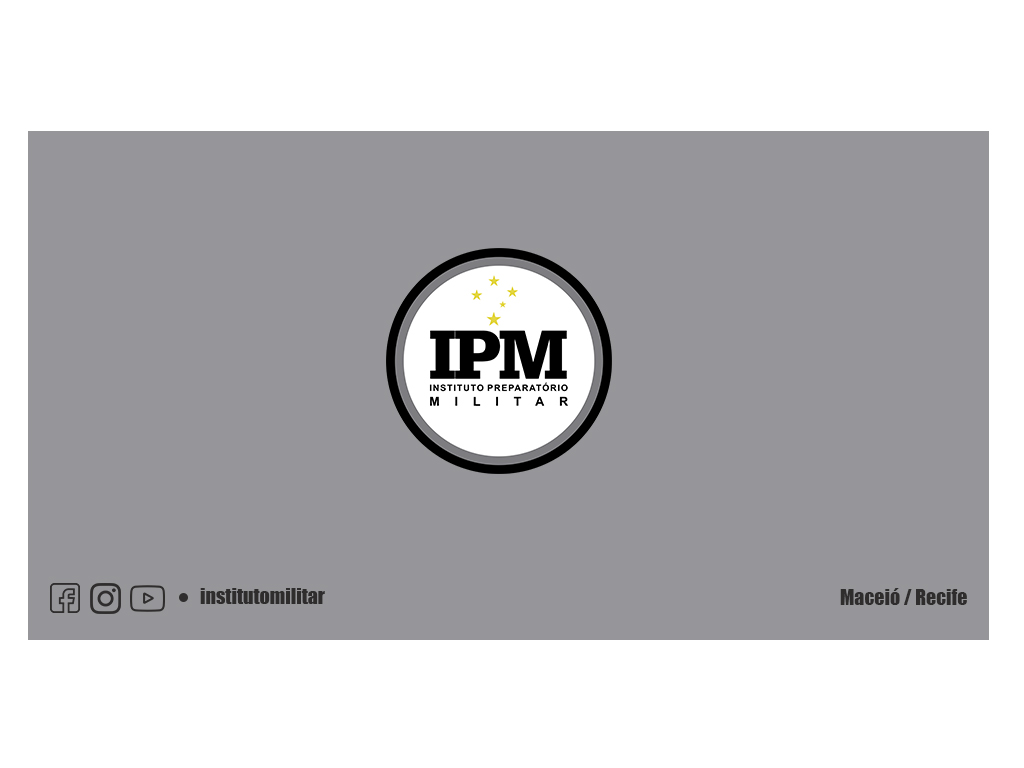 IPM
INSTITUTO PREPARATÓRIO
MILITAR
institutomilitar
Maceió / Recife